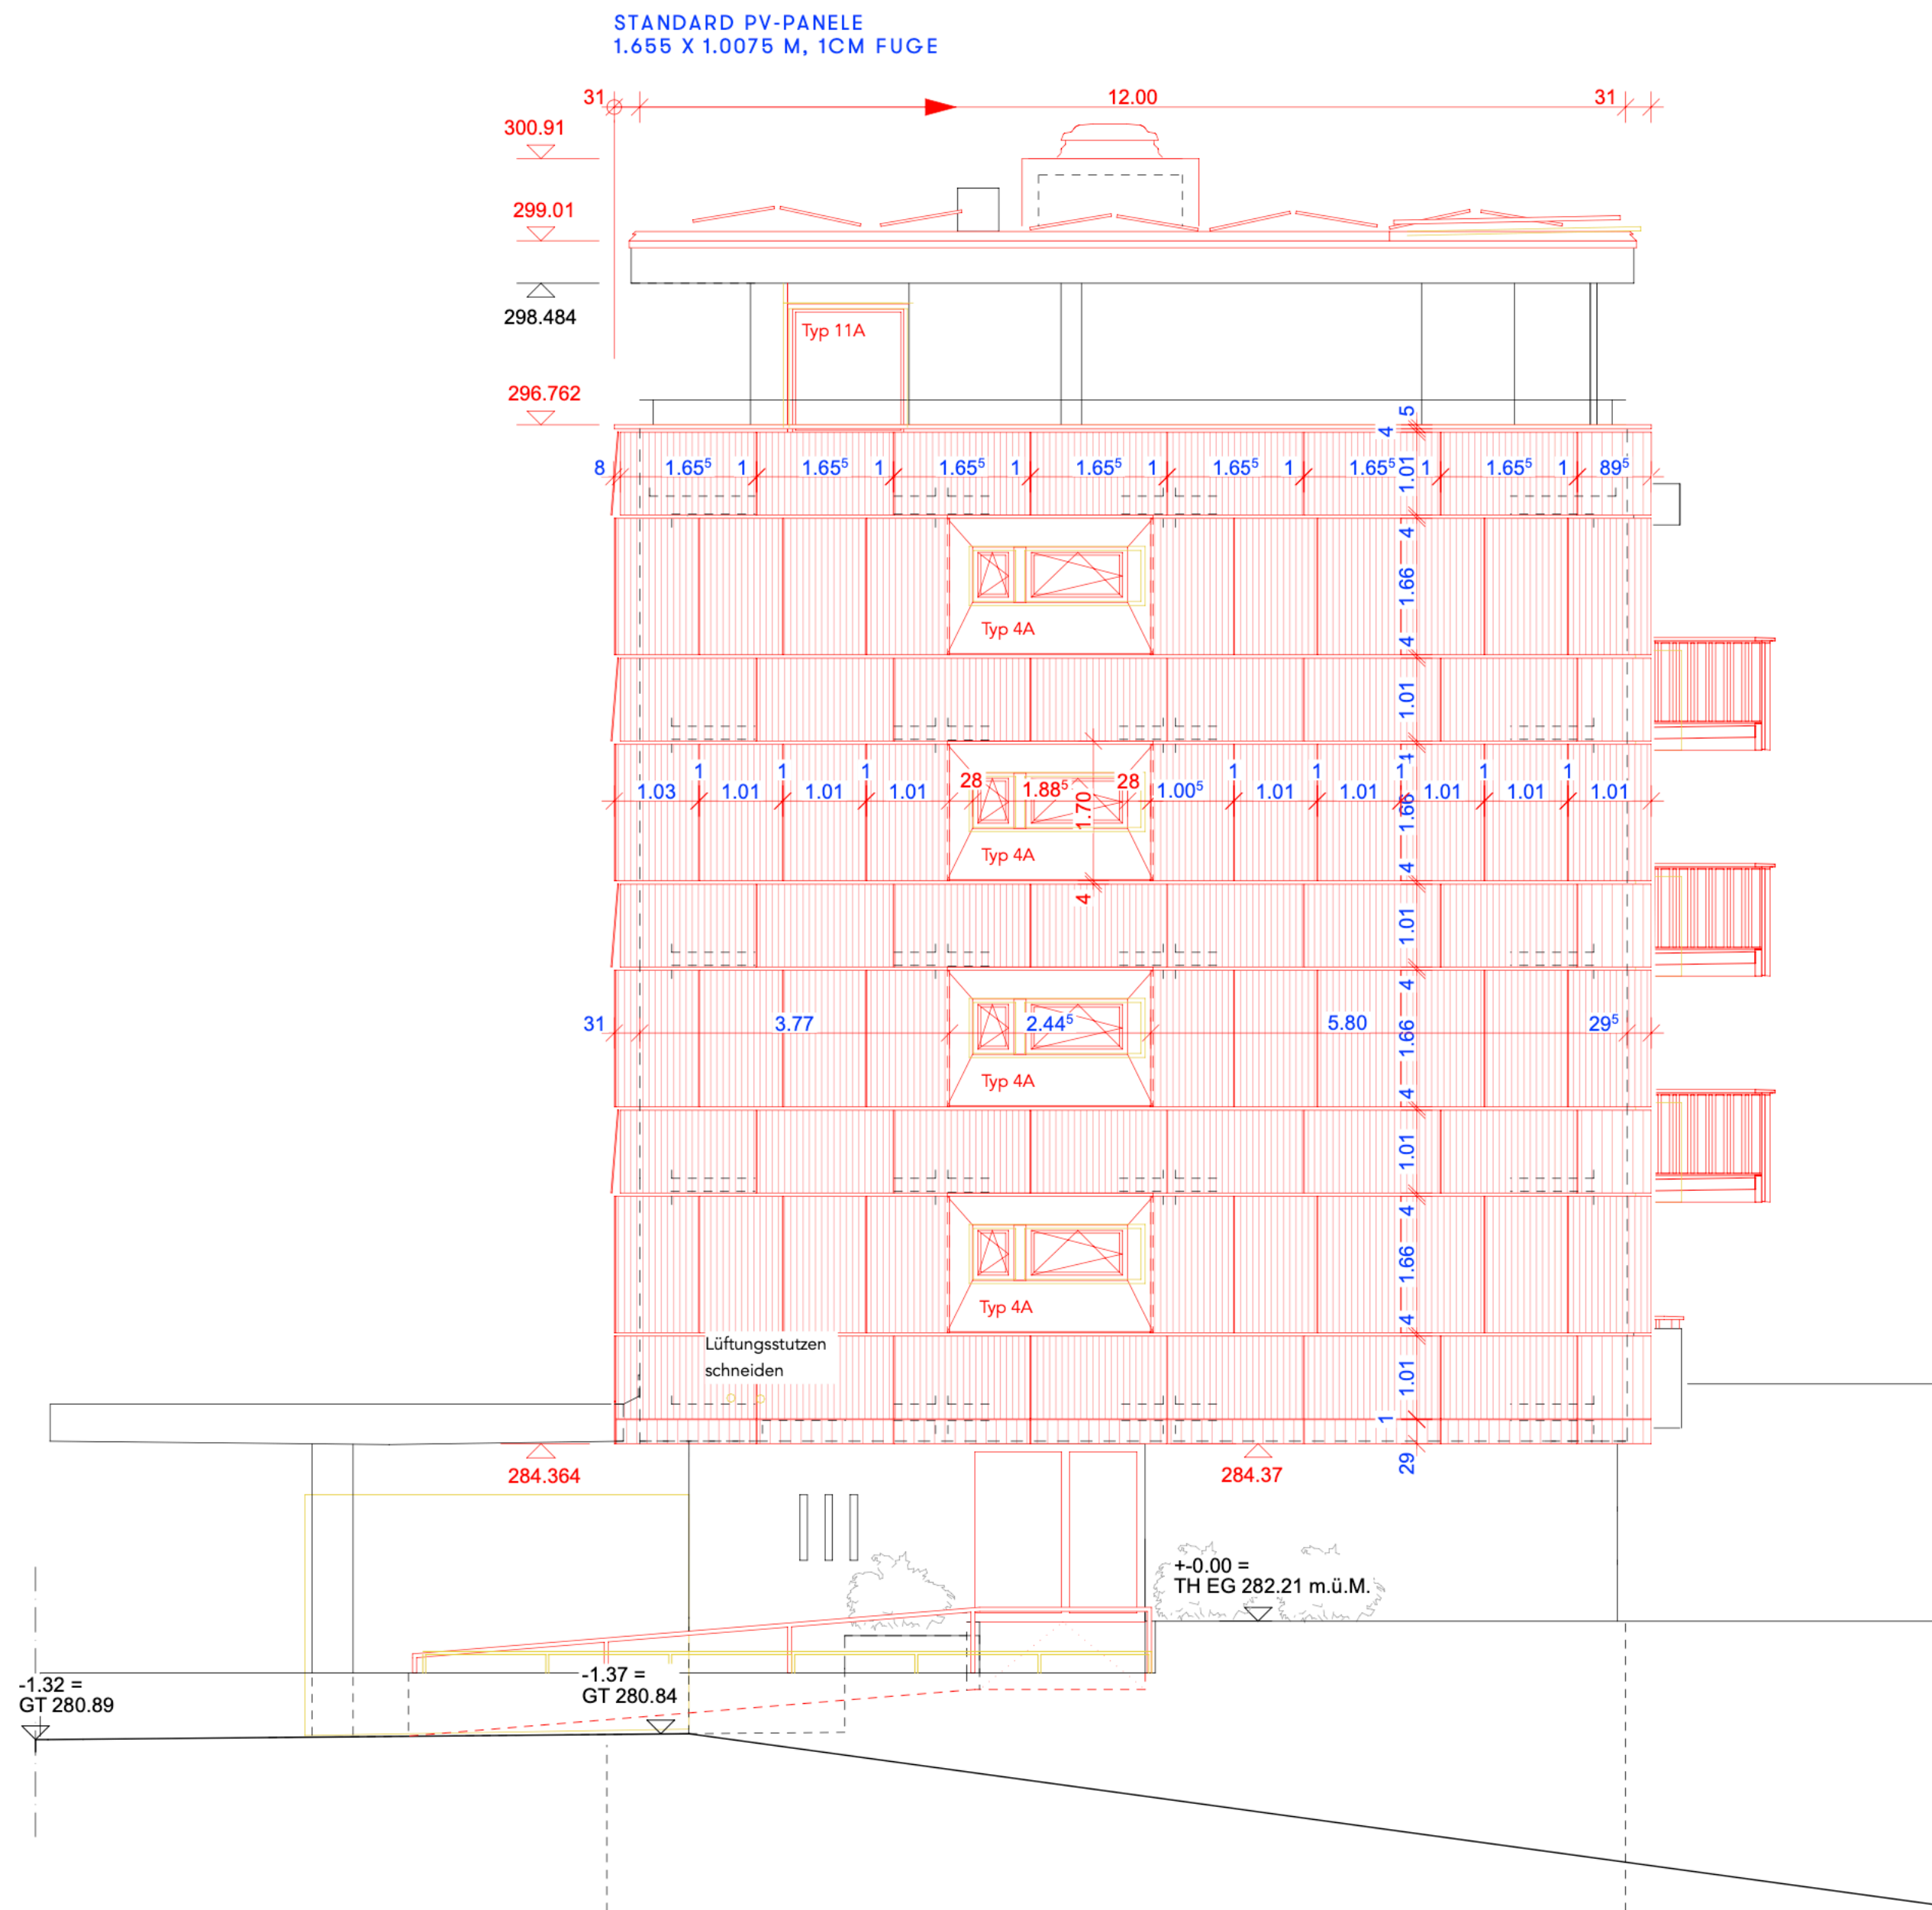 STANDARD PV-PANELE
1.655 X 1.0075 M, 1CM FUGE
31 12.00 31
300.91
299.01
298.484
Typ 11A
296.762
5
4
8 1.65⁵ 1 1.65⁵ 1 1.65⁵ 1 1.65⁵ 1 1.65⁵ 1 1.65⁵ 1 1.65⁵ 1 89⁵
1.01
4
1.66
Typ 4A
4
1.01
4
1 1 1 1 1 1 1 1
1.03 1.01 1.01 1.01 28 1.88⁵ 28 1.00⁵ 1.01 1.01 1.01 1.01 1.01
1.70
1.66
Typ 4A
4
4
1.01
4
31 3.77 2.44⁵ 5.80 29⁵
1.66
Typ 4A
4
1.01
4
1.66
Typ 4A
4
Lüftungsstutzen
schneiden
1.01
1
29
284.364
284.37
+-0.00 =
TH EG 282.21 m.ü.M.
-1.32 =
GT 280.89
-1.37 =
GT 280.84